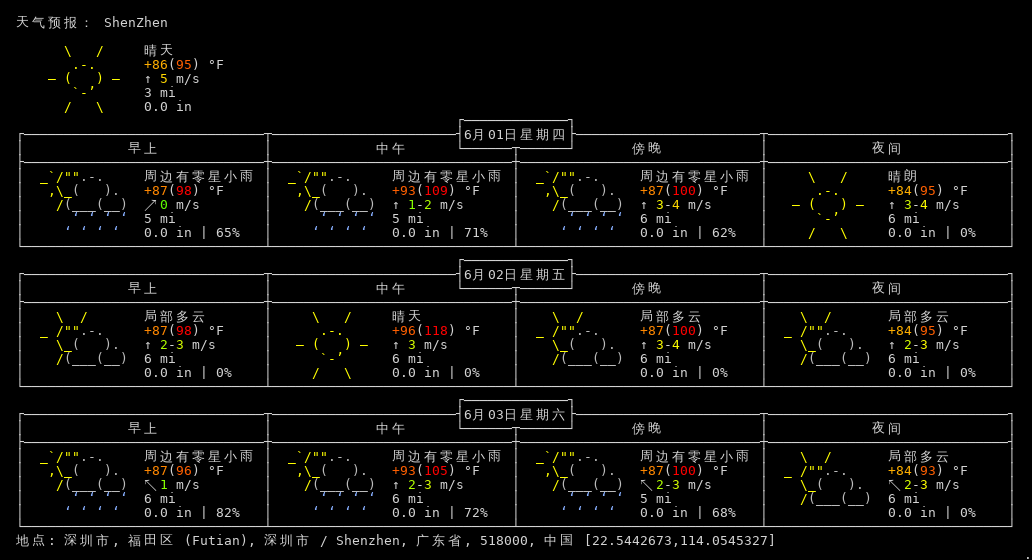 天气预报： ShenZhen
晴天
+86(95) °F
↑ 5 m/s
3 mi
0.0 in
6月01日星期四
早上 中午 傍晚 夜间
周边有零星小雨 周边有零星小雨 周边有零星小雨 晴朗
+87(98) °F +93(109) °F +87(100) °F +84(95) °F
↗ 0 m/s ↑ 1-2 m/s ↑ 3-4 m/s ↑ 3-4 m/s
5 mi 5 mi 6 mi 6 mi
0.0 in | 65% 0.0 in | 71% 0.0 in | 62% 0.0 in | 0%
6月02日星期五
早上 中午 傍晚 夜间
局部多云 晴天 局部多云 局部多云
+87(98) °F +96(118) °F +87(100) °F +84(95) °F
↑ 2-3 m/s ↑ 3 m/s ↑ 3-4 m/s ↑ 2-3 m/s
6 mi 6 mi 6 mi 6 mi
0.0 in | 0% 0.0 in | 0% 0.0 in | 0% 0.0 in | 0%
6月03日星期六
早上 中午 傍晚 夜间
周边有零星小雨 周边有零星小雨 周边有零星小雨 局部多云
+87(96) °F +93(105) °F +87(100) °F +84(93) °F
↖ 1 m/s ↑ 2-3 m/s ↖ 2-3 m/s ↖ 2-3 m/s
6 mi 6 mi 5 mi 6 mi
0.0 in | 82% 0.0 in | 72% 0.0 in | 68% 0.0 in | 0%
地点: 深圳市, 福田区 (Futian), 深圳市 / Shenzhen, 广东省, 518000, 中国 [22.5442673,114.0545327]